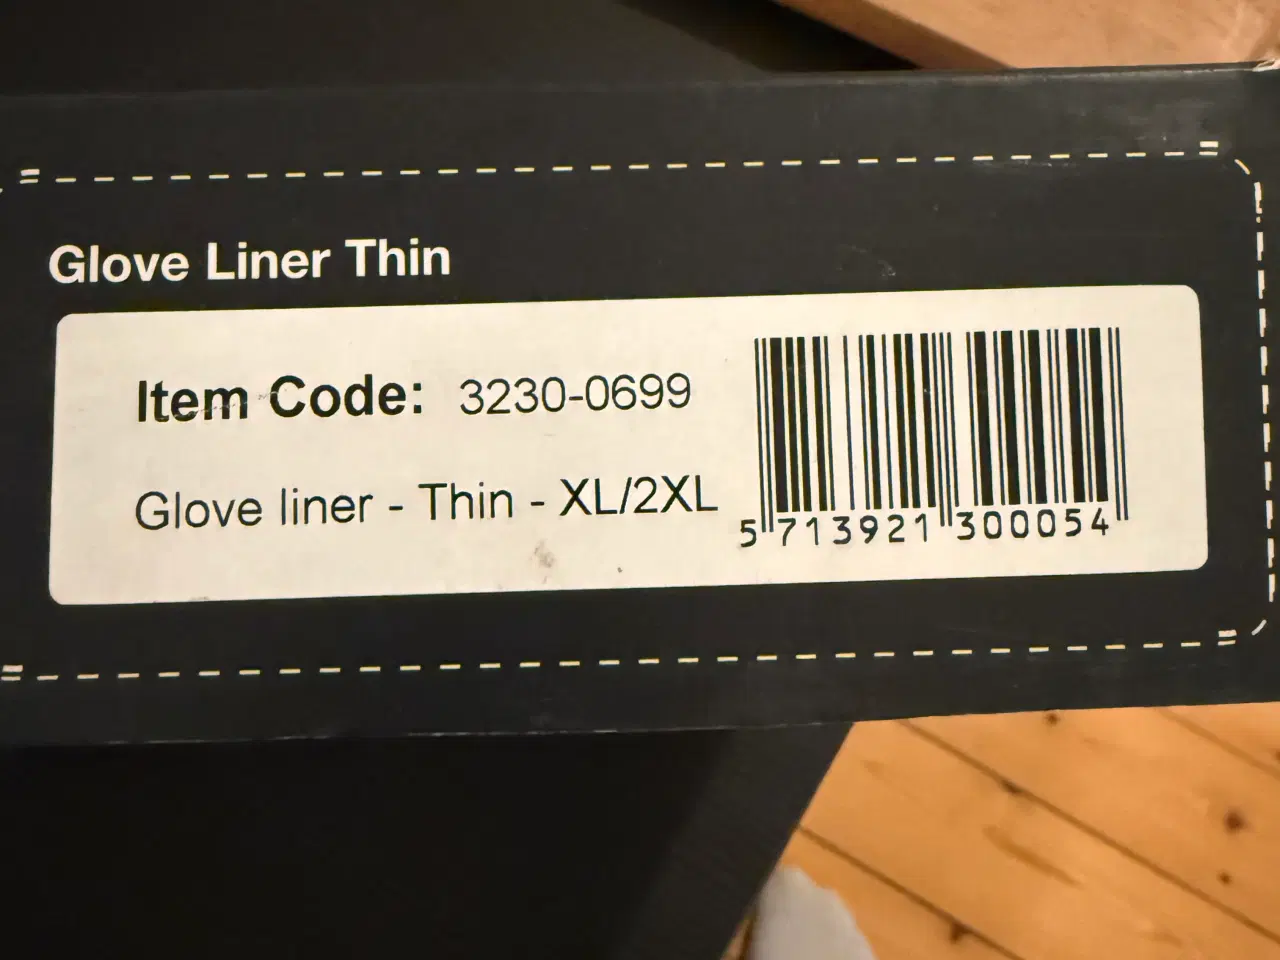 Glove Liner Thin
Item Code: 3230-0699
Glove liner - Thin - XL/2XL
5 713921 300054